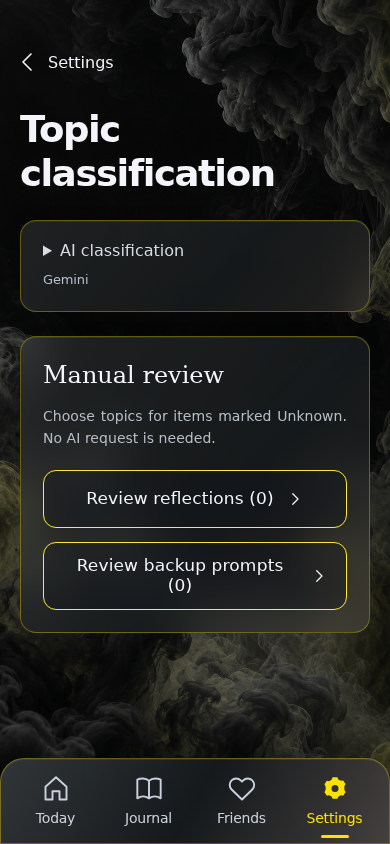 Settings
Topic
classification
AI classification
Gemini
Manual review
Choose topics for items marked Unknown.
No AI request is needed.
Review reflections (0)
Review backup prompts
(0)
Today
Journal
Friends
Settings